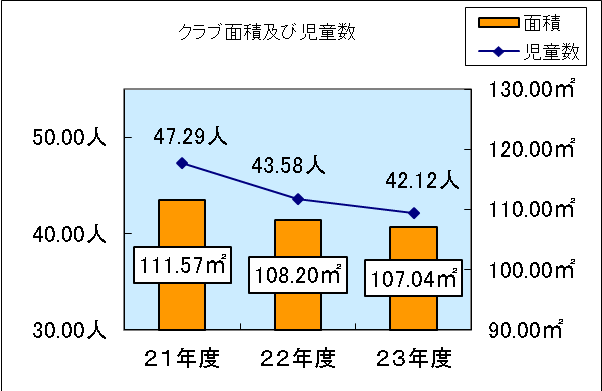 クラブ面積及び児童数
面積
児童数
130.00㎡
120.00㎡
110.00㎡
100.00㎡
90.00㎡
50.00人
40.00人
30.00人
47.29人
43.58人
42.12人
111.57㎡
108.20㎡
107.04㎡
21年度
22年度
23年度